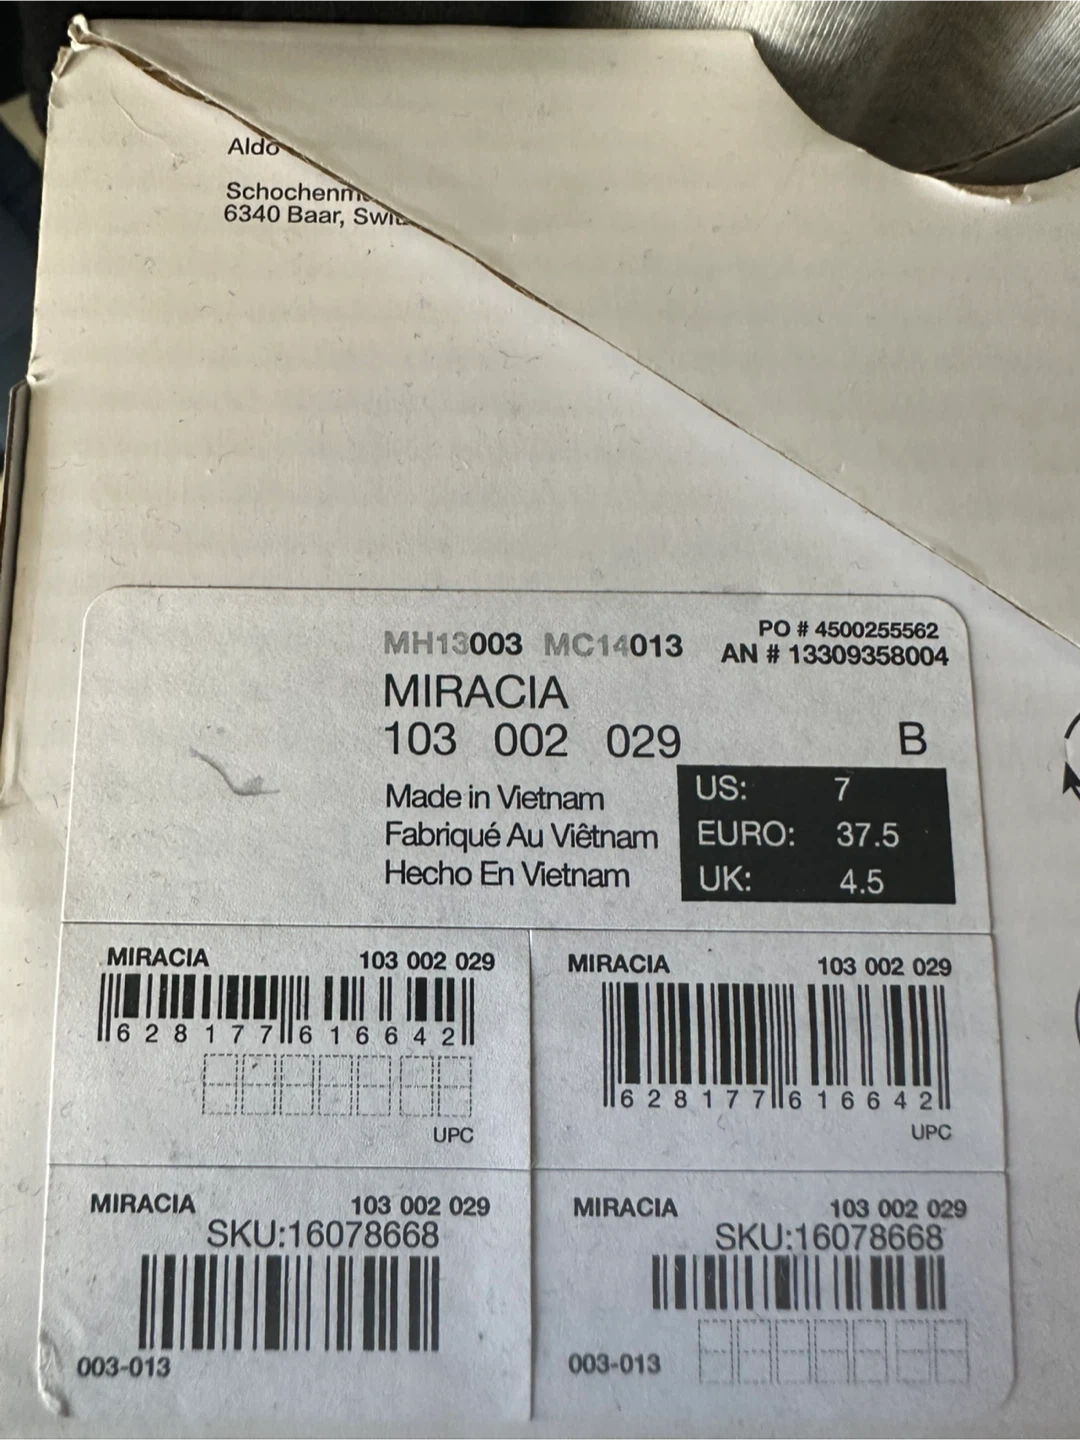 Aldo
6340 Baar,
MH13003 MC14013
PO # 4500255562
AN # 13309358004
MIRACIA
103 002 029
B
Made in Vietnam
Fabriqué Au Viêtnam
Hecho En Vietnam
US: 7
EURO: 37.5
UK: 4.5
MIRACIA 103 002 029
6 28177 61664 2
UPC
MIRACIA 103 002 029
6 28177 61664 2
UPC
MIRACIA 103 002 029
SKU:16078668
003-013
MIRACIA 103 002 029
SKU:16078668
003-013